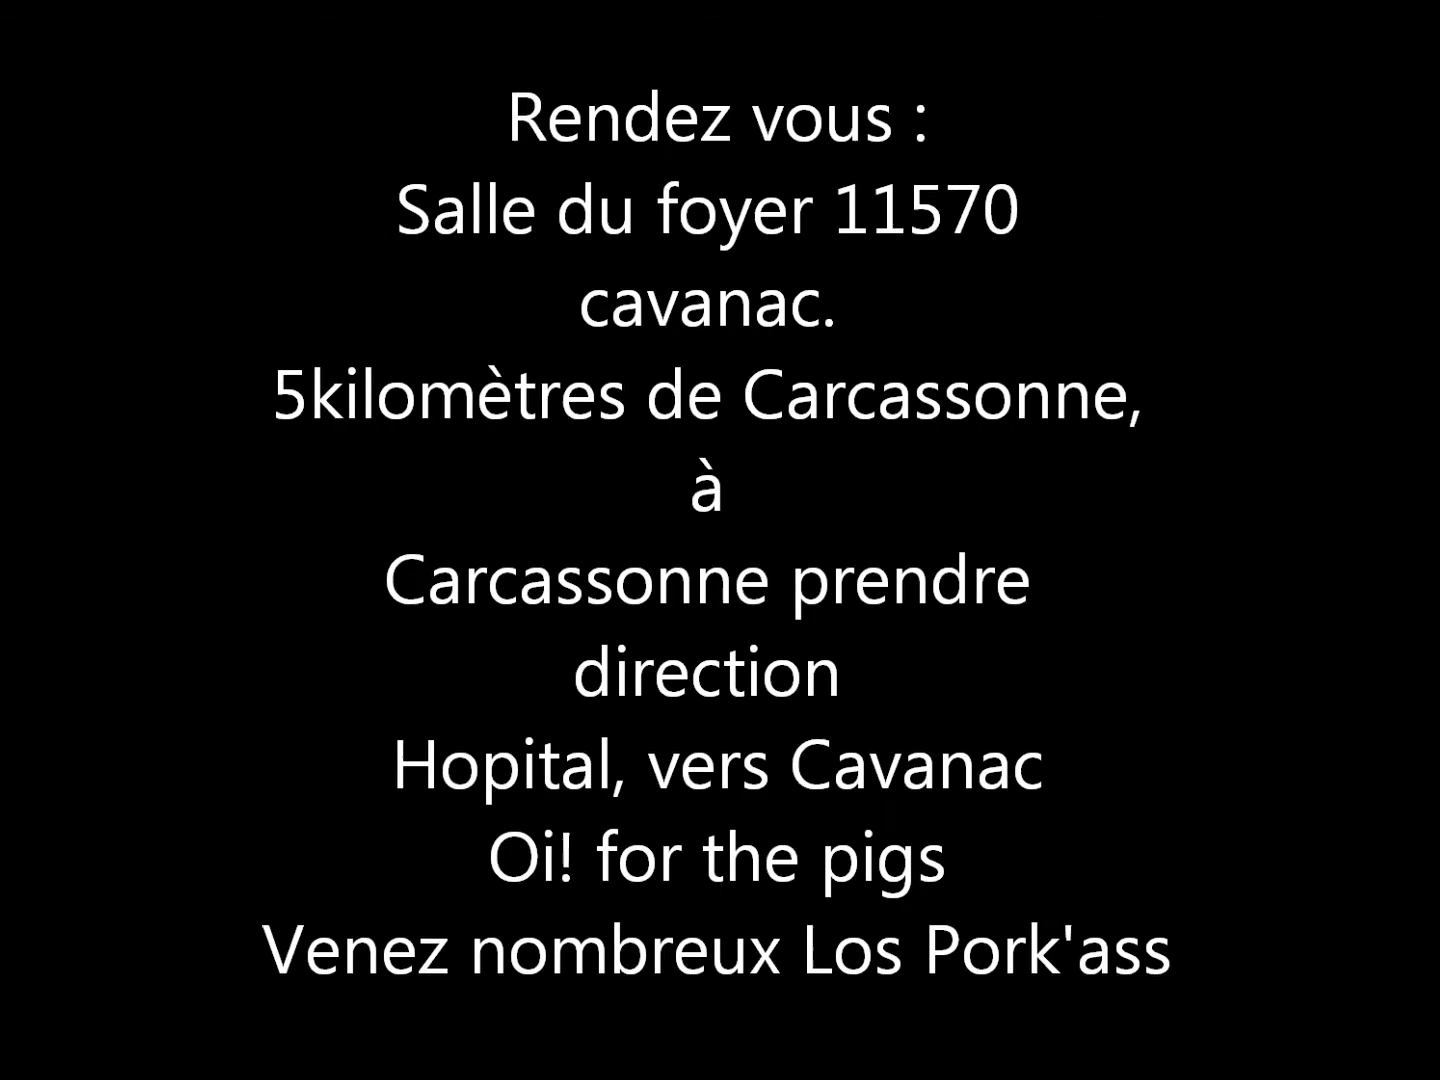 Rendez vous :
Salle du foyer 11570
cavanac.
5kilomètres de Carcassonne,
à
Carcassonne prendre
direction
Hopital, vers Cavanac
Oi! for the pigs
Venez nombreux Los Pork'ass